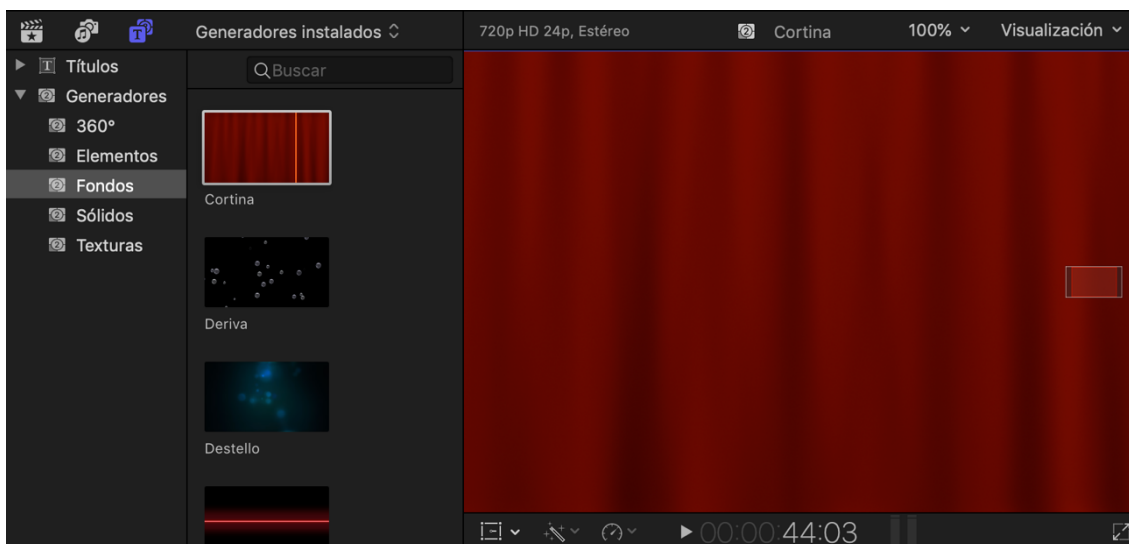 Generadores instalados
720p HD 24p, Estéreo
Cortina
100%
Visualización
Títulos
Generadores
360°
Elementos
Fondos
Sólidos
Texturas
Buscar
Cortina
Deriva
Destello
00:00:44:03